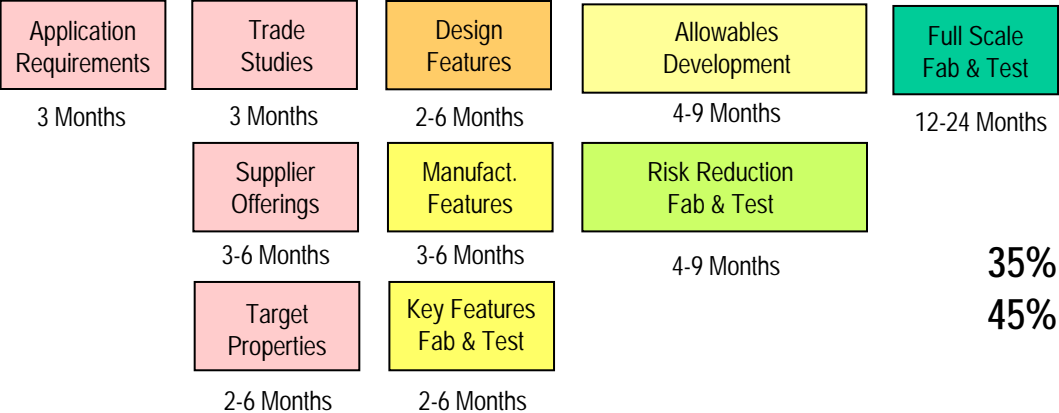 Application
Requirements
3 Months
Trade
Studies
3 Months
Supplier
Offerings
3-6 Months
Target
Properties
2-6 Months
Design
Features
2-6 Months
Manufact.
Features
3-6 Months
Key Features
Fab & Test
2-6 Months
Allowables
Development
4-9 Months
Risk Reduction
Fab & Test
4-9 Months
Full Scale
Fab & Test
12-24 Months
35%
45%